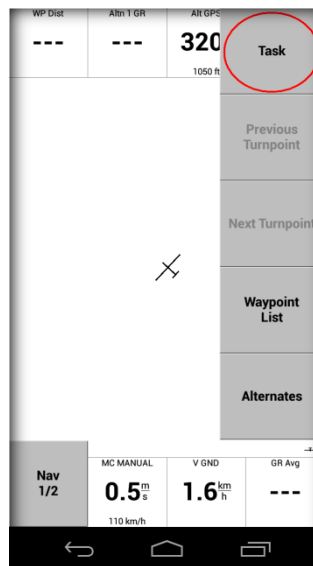 WP Dist Altn 1 GR Alt GPS
--- --- 320
1050 ft
Task
Previous
Turnpoint
Next Turnpoint
Waypoint
List
Alternates
Nav
1/2
MC MANUAL V GND GR Avg
0.5 m/s 1.6 km/h ---
110 km/h